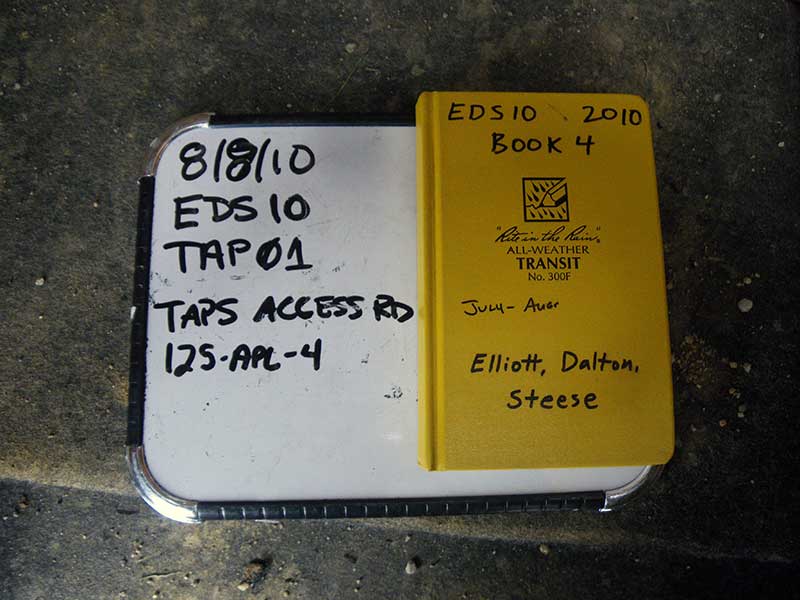 8/8/10
EDS10
TAP01
TAPS ACCESS RD
125-APL-4
EDS10 2010
BOOK 4
"Rite in the Rain"
ALL-WEATHER
TRANSIT
No. 300F
JULY- AUG
Elliott, Dalton,
Steese